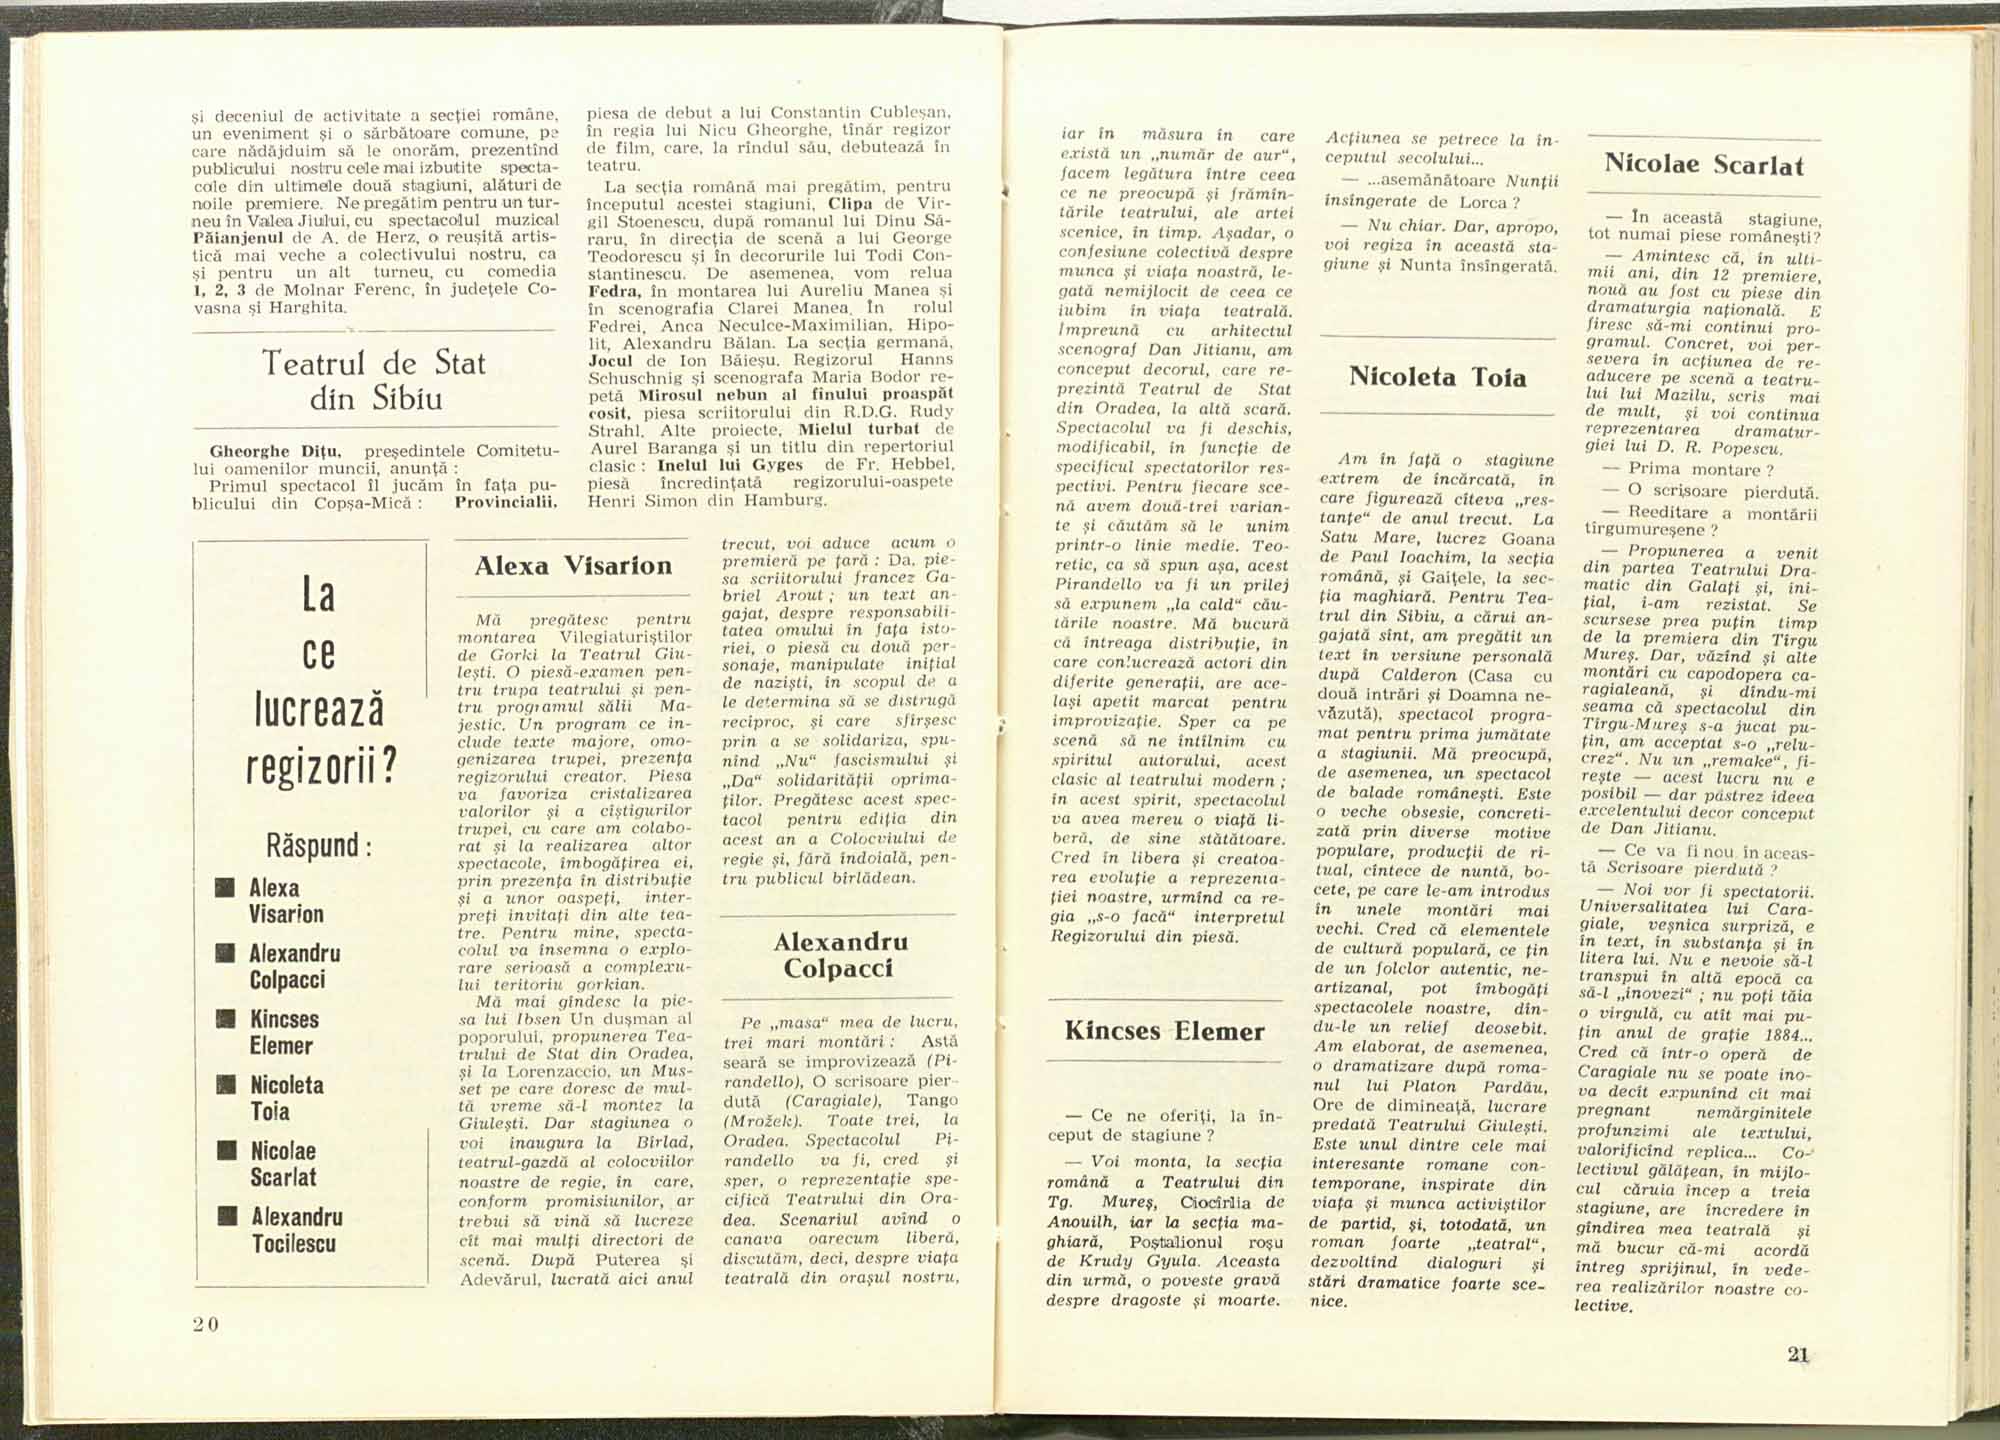 și deceniul de activitate a secției române,
un eveniment și o sărbătoare comune, pe
care nădăjduim să le onorăm, prezentînd
publicului nostru cele mai izbutite specta-
cole din ultimele două stagiuni, alături de
noile premiere. Ne pregătim pentru un tur-
neu în Valea Jiului, cu spectacolul muzical
Păianjenul de A. de Herz, o reușită artis-
tică mai veche a colectivului nostru, ca
și pentru un alt turneu, cu comedia
1, 2, 3 de Molnar Ferenc, în județele Co-
vasna și Harghita.
Teatrul de Stat
din Sibiu
Gheorghe Dițu, președintele Comitetu-
lui oamenilor muncii, anunță :
Primul spectacol îl jucăm în fața pu-
blicului din Copșa-Mică : Provincialii,
piesa de debut a lui Constantin Cubleșan,
în regia lui Nicu Gheorghe, tînăr regizor
de film, care, la rîndul său, debutează în
teatru.
La secția română mai pregătim, pentru
începutul acestei stagiuni, Clipa de Vir-
gil Stoenescu, după romanul lui Dinu Să-
raru, în direcția de scenă a lui George
Teodorescu și în decorurile lui Todi Con-
stantinescu. De asemenea, vom relua
Fedra, în montarea lui Aureliu Manea și
în scenografia Clarei Manea. În rolul
Fedrei, Anca Neculce-Maximilian, Hipo-
lit, Alexandru Bălan. La secția germană,
Jocul de Ion Băieșu. Regizorul Hanns
Schuschnig și scenografa Maria Bodor re-
petă Mirosul nebun al finului proaspăt
cosit, piesa scriitorului din R.D.G. Rudy
Strahl. Alte proiecte, Mielul turbat de
Aurel Baranga și un titlu din repertoriul
clasic : Inelul lui Gyges de Fr. Hebbel,
piesă încredințată regizorului-oaspete
Henri Simon din Hamburg.
La
ce
lucrează
regizorii?
Răspund :
■ Alexa
Visarion
■ Alexandru
Colpacci
■ Kincses
Elemer
■ Nicoleta
Toia
■ Nicolae
Scarlat
■ Alexandru
Tocilescu
Alexa Visarion
Mă pregătesc pentru
montarea Vilegiaturiștilor
de Gorki la Teatrul Giu-
lești. O piesă-examen pen-
tru trupa teatrului și pen-
tru programul sălii Ma-
jestic. Un program ce in-
clude texte majore, omo-
genizarea trupei, prezența
regizorului creator. Piesa
va favoriza cristalizarea
valorilor și a cîștigurilor
trupei, cu care am colabo-
rat și la realizarea altor
spectacole, îmbogățirea ei,
prin prezența în distribuție
și a unor oaspeți, inter-
preți invitați din alte tea-
tre. Pentru mine, specta-
colul va însemna o explo-
rare serioasă a complexu-
lui teritoriu gorkian.
Mă mai gîndesc la pie-
sa lui Ibsen Un dușman al
poporului, propunerea Tea-
trului de Stat din Oradea,
și la Lorenzaccio, un Mus-
set pe care doresc de mul-
tă vreme să-l montez la
Giulești. Dar stagiunea o
voi inaugura la Bîrlad,
teatrul-gazdă al colocviilor
noastre de regie, în care,
conform promisiunilor, ar
trebui să vină să lucreze
cît mai mulți directori de
scenă. După Puterea și
Adevărul, lucrată aici anul
trecut, voi aduce acum o
premieră pe țară : Da, pie-
sa scriitorului francez Ga-
briel Arout ; un text an-
gajat, despre responsabili-
tatea omului în fața isto-
riei, o piesă cu două per-
sonaje, manipulate inițial
de naziști, în scopul de a
le determina să se distrugă
reciproc, și care sfîrșesc
prin a se solidariza, spu-
nînd „Nu“ fascismului și
„Da“ solidarității oprima-
ților. Pregătesc acest spec-
tacol pentru ediția din
acest an a Colocviului de
regie și, fără îndoială, pen-
tru publicul bîrlădean.
Alexandru
Colpacci
Pe „masa“ mea de lucru,
trei mari montări : Astă
seară se improvizează (Pi-
randello), O scrisoare pier-
dută (Caragiale), Tango
(Mrožek). Toate trei, la
Oradea. Spectacolul Pi-
randello va fi, cred și
sper, o reprezentație spe-
cifică Teatrului din Ora-
dea. Scenariul avînd o
canava oarecum liberă,
discutăm, deci, despre viața
teatrală din orașul nostru,
20
iar în măsura în care
există un „număr de aur“,
facem legătura între ceea
ce ne preocupă și frămîn-
tările teatrului, ale artei
scenice, în timp. Așadar, o
confesiune colectivă despre
munca și viața noastră, le-
gată nemijlocit de ceea ce
iubim în viața teatrală.
Împreună cu arhitectul
scenograf Dan Jitianu, am
conceput decorul, care re-
prezintă Teatrul de Stat
din Oradea, la altă scară.
Spectacolul va fi deschis,
modificabil, în funcție de
specificul spectatorilor res-
pectivi. Pentru fiecare sce-
nă avem două-trei varian-
te și căutăm să le unim
printr-o linie medie. Teo-
retic, ca să spun așa, acest
Pirandello va fi un prilej
să expunem „la cald“ cău-
tările noastre. Mă bucură
că întreaga distribuție, în
care conlucrează actori din
diferite generații, are ace-
lași apetit marcat pentru
improvizație. Sper ca pe
scenă să ne întîlnim cu
spiritul autorului, acest
clasic al teatrului modern ;
în acest spirit, spectacolul
va avea mereu o viață li-
beră, de sine stătătoare.
Cred în libera și creatoa-
rea evoluție a reprezenta-
ției noastre, urmînd ca re-
gia „s-o facă“ interpretul
Regizorului din piesă.
Kincses Elemer
— Ce ne oferiți, la în-
ceput de stagiune ?
— Voi monta, la secția
română a Teatrului din
Tg. Mureș, Ciocîrlia de
Anouilh, iar la secția ma-
ghiară, Poștalionul roșu
de Krudy Gyula. Aceasta
din urmă, o poveste gravă
despre dragoste și moarte.
Acțiunea se petrece la în-
ceputul secolului...
— ...asemănătoare Nunții
însîngerate de Lorca ?
— Nu chiar. Dar, apropo,
voi regiza în această sta-
giune și Nunta însîngerată.
Nicoleta Toia
Am în față o stagiune
extrem de încărcată, în
care figurează cîteva „res-
tanțe“ de anul trecut. La
Satu Mare, lucrez Goana
de Paul Ioachim, la secția
română, și Gaițele, la sec-
ția maghiară. Pentru Tea-
trul din Sibiu, a cărui an-
gajată sînt, am pregătit un
text în versiune personală
după Calderon (Casa cu
două intrări și Doamna ne-
văzută), spectacol progra-
mat pentru prima jumătate
a stagiunii. Mă preocupă,
de asemenea, un spectacol
de balade românești. Este
o veche obsesie, concreti-
zată prin diverse motive
populare, producții de ri-
tual, cîntece de nuntă, bo-
cete, pe care le-am introdus
în unele montări mai
vechi. Cred că elementele
de cultură populară, ce țin
de un folclor autentic, ne-
artizanal, pot îmbogăți
spectacolele noastre, dîn-
du-le un relief deosebit.
Am elaborat, de asemenea,
o dramatizare după roma-
nul lui Platon Pardău,
Ore de dimineață, lucrare
predată Teatrului Giulești.
Este unul dintre cele mai
interesante romane con-
temporane, inspirate din
viața și munca activiștilor
de partid, și, totodată, un
roman foarte „teatral“,
dezvoltînd dialoguri și
stări dramatice foarte sce-
nice.
Nicolae Scarlat
— În această stagiune,
tot numai piese românești?
— Amintesc că, în ulti-
mii ani, din 12 premiere,
nouă au fost cu piese din
dramaturgia națională. E
firesc să-mi continui pro-
gramul. Concret, voi per-
severa în acțiunea de re-
aducere pe scenă a teatru-
lui lui Mazilu, scris mai
de mult, și voi continua
reprezentarea dramatur-
giei lui D. R. Popescu.
— Prima montare ?
— O scrisoare pierdută.
— Reeditare a montării
tîrgumureșene ?
— Propunerea a venit
din partea Teatrului Dra-
matic din Galați și, ini-
țial, i-am rezistat. Se
scursese prea puțin timp
de la premiera din Tîrgu
Mureș. Dar, văzînd și alte
montări cu capodopera ca-
ragialeană, și dîndu-mi
seama că spectacolul din
Tîrgu-Mureș s-a jucat pu-
țin, am acceptat s-o „relu-
crez“. Nu un „remake“, fi-
rește — acest lucru nu e
posibil — dar păstrez ideea
excelentului decor conceput
de Dan Jitianu.
— Ce va fi nou în aceas-
tă Scrisoare pierdută ?
— Noi vor fi spectatorii.
Universalitatea lui Cara-
giale, veșnica surpriză, e
în text, în substanța și în
litera lui. Nu e nevoie să-l
transpui în altă epocă ca
să-l „inovezi“ ; nu poți tăia
o virgulă, cu atît mai pu-
țin anul de grație 1884...
Cred că într-o operă de
Caragiale nu se poate ino-
va decît expunînd cît mai
pregnant nemărginitele
profunzimi ale textului,
valorificînd replica... Co-
lectivul gălățean, în mijlo-
cul căruia încep a treia
stagiune, are încredere în
gîndirea mea teatrală și
mă bucur că-mi acordă
întreg sprijinul, în vede-
rea realizărilor noastre co-
lective.
21